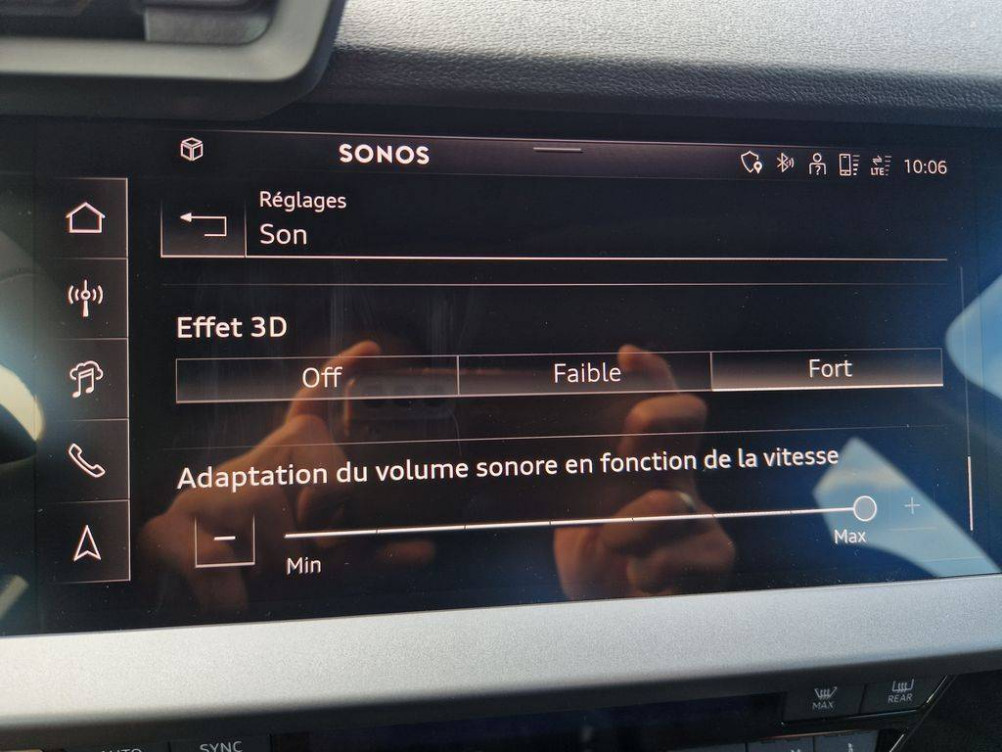 SONOS
LTE 10:06
Réglages
Son
Effet 3D
Off Faible Fort
Adaptation du volume sonore en fonction de la vitesse
− +
Min Max
MAX REAR
AUTO SYNC